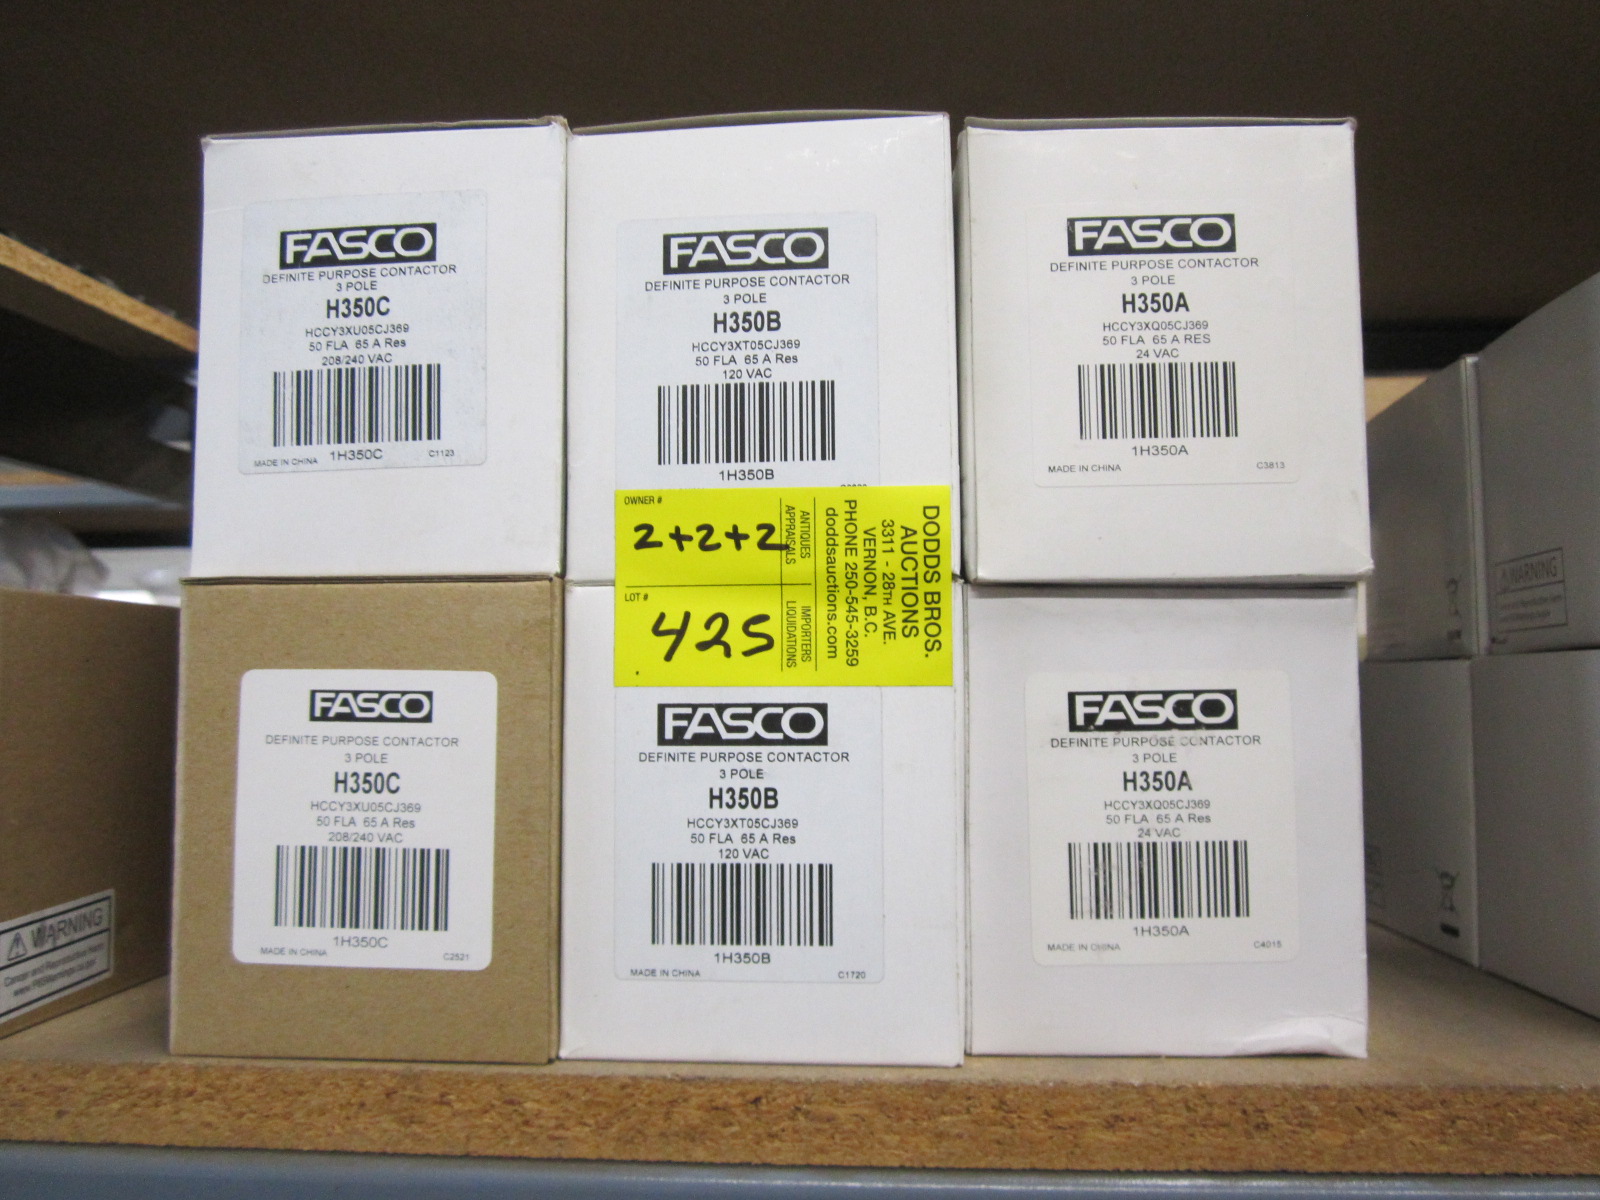 FASCO
DEFINITE PURPOSE CONTACTOR
3 POLE
H350C
HCCY3XU05CJ369
50 FLA 65 A Res
208/240 VAC
1H350C
MADE IN CHINA
C1123
FASCO
DEFINITE PURPOSE CONTACTOR
3 POLE
H350B
HCCY3XT05CJ369
50 FLA 65 A Res
120 VAC
1H350B
FASCO
DEFINITE PURPOSE CONTACTOR
3 POLE
H350A
HCCY3XQ05CJ369
50 FLA 65 A RES
24 VAC
1H350A
MADE IN CHINA
C3813
OWNER #
2+2+2
LOT #
425
ANTIQUES
APPRAISALS
IMPORTERS
LIQUIDATIONS
DODDS BROS.
AUCTIONS
3311 - 28TH AVE.
VERNON, B.C.
PHONE 250-545-3259
doddsauctions.com
FASCO
DEFINITE PURPOSE CONTACTOR
3 POLE
H350C
HCCY3XU05CJ369
50 FLA 65 A Res
208/240 VAC
1H350C
MADE IN CHINA
C2521
FASCO
DEFINITE PURPOSE CONTACTOR
3 POLE
H350B
HCCY3XT05CJ369
50 FLA 65 A Res
120 VAC
1H350B
MADE IN CHINA
C1720
FASCO
DEFINITE PURPOSE CONTACTOR
3 POLE
H350A
HCCY3XQ05CJ369
50 FLA 65 A Res
24 VAC
1H350A
MADE IN CHINA
C4015
WARNING
Cancer and Reproductive Harm
WARNING